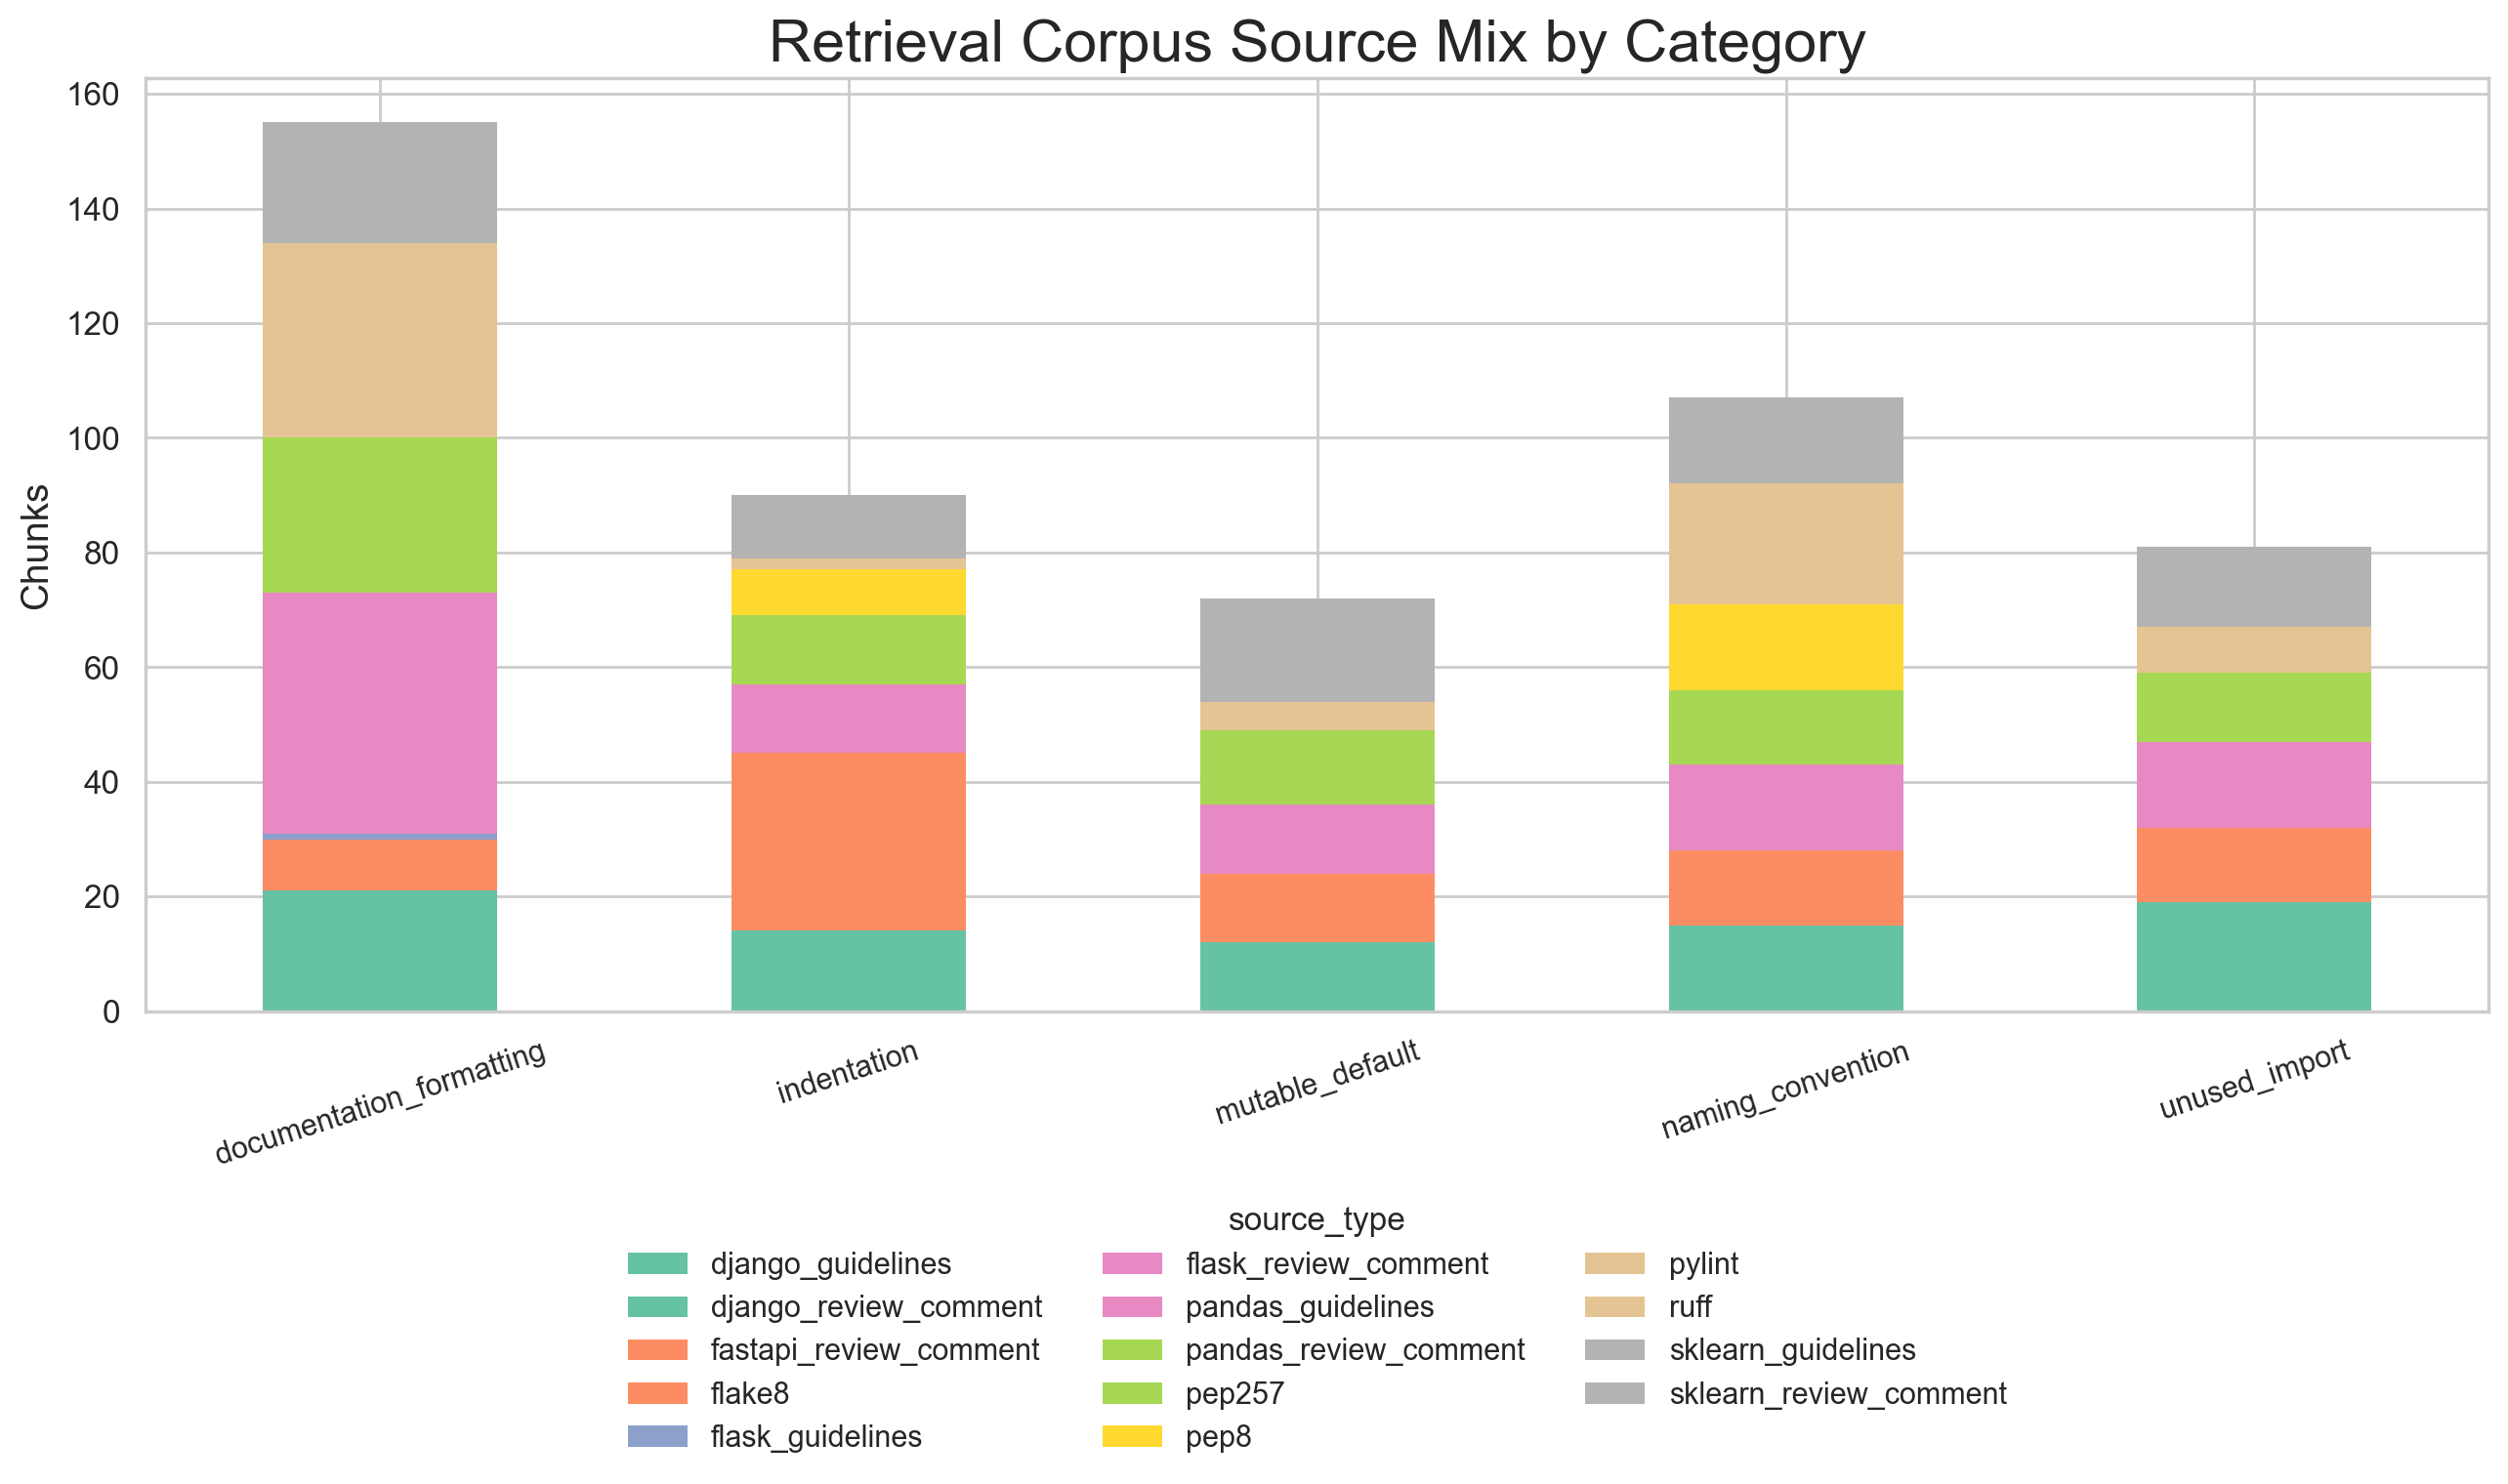 Retrieval Corpus Source Mix by Category
Chunks
160
140
120
100
80
60
40
20
0
documentation_formatting
indentation
mutable_default
naming_convention
unused_import
source_type
django_guidelines
django_review_comment
fastapi_review_comment
flake8
flask_guidelines
flask_review_comment
pandas_guidelines
pandas_review_comment
pep257
pep8
pylint
ruff
sklearn_guidelines
sklearn_review_comment